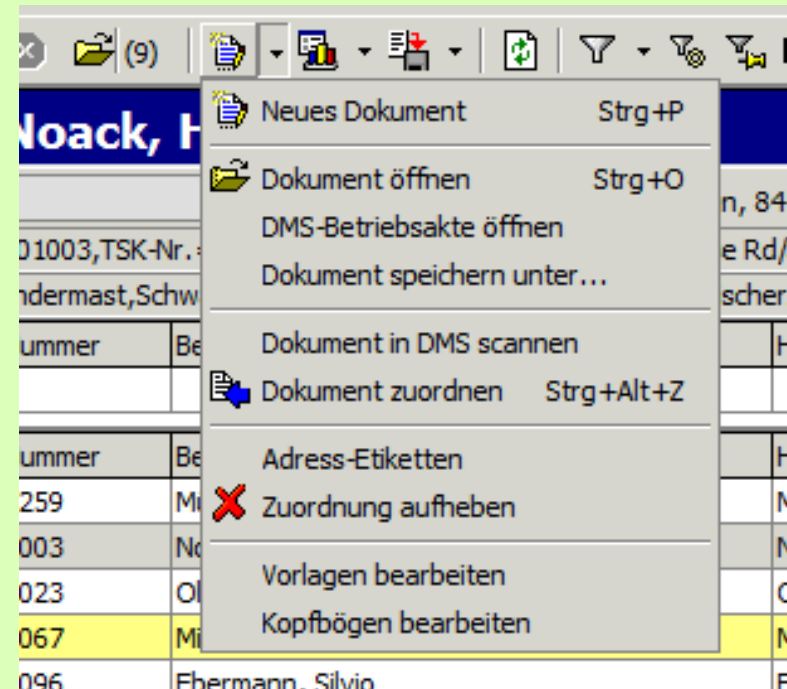 (9)
Noack, H
Neues Dokument Strg+P
Dokument öffnen Strg+O
n, 84
DMS-Betriebsakte öffnen
01003,TSK-Nr. e Rd/
Dokument speichern unter...
ndermast,Schw scher
ummer Be Dokument in DMS scannen H
Dokument zuordnen Strg+Alt+Z
ummer Be Adress-Etiketten H
259 Mu Zuordnung aufheben M
003 No N
023 Ol Vorlagen bearbeiten O
067 Mi Kopfbögen bearbeiten M
096 Ebermann, Silvio E